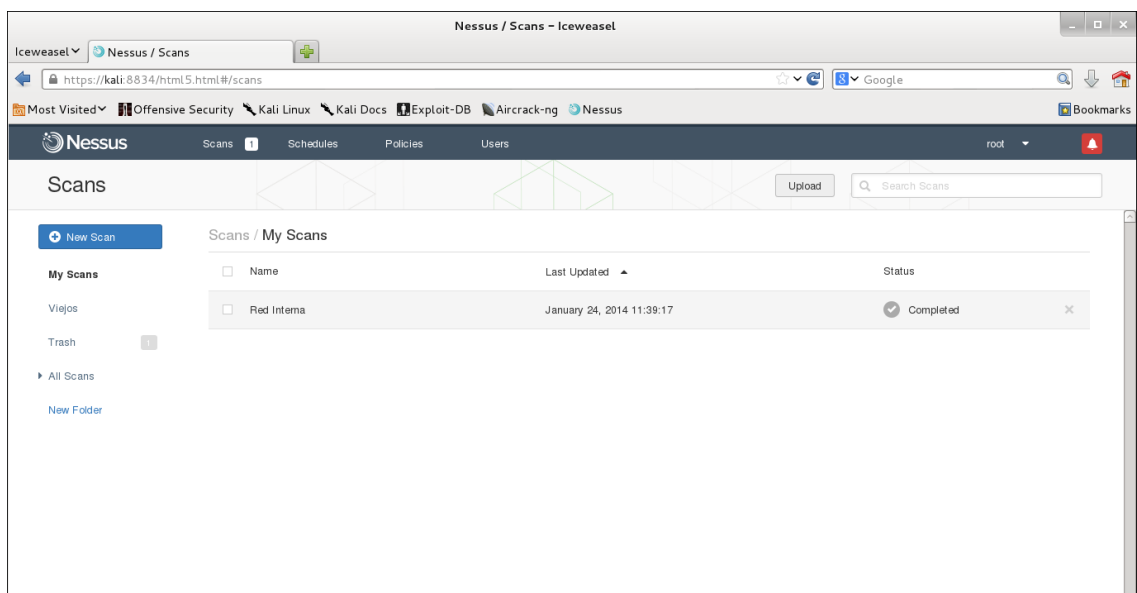 Nessus / Scans - Iceweasel
Iceweasel Nessus / Scans
https://kali:8834/html5.html#/scans 8 Google
Most Visited Offensive Security Kali Linux Kali Docs Exploit-DB Aircrack-ng Nessus Bookmarks
Nessus Scans 1 Schedules Policies Users root
Scans Upload Search Scans
New Scan Scans / My Scans
My Scans Name Last Updated Status
Viejos Red Interna January 24, 2014 11:39:17 Completed
Trash 1
All Scans
New Folder